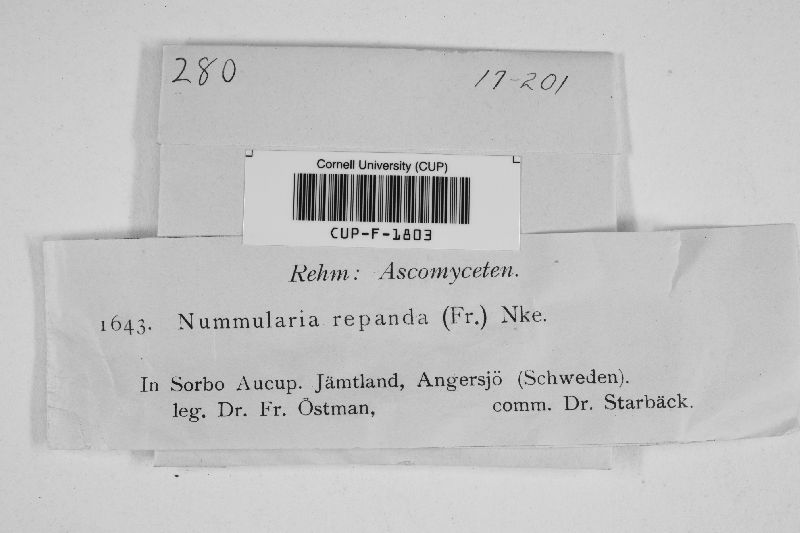 280 17-201
Cornell University (CUP)
CUP-F-1803
Rehm: Ascomyceten.
1643. Nummularia repanda (Fr.) Nke.
In Sorbo Aucup. Jämtland, Angersjö (Schweden).
leg. Dr. Fr. Östman, comm. Dr. Starbäck.